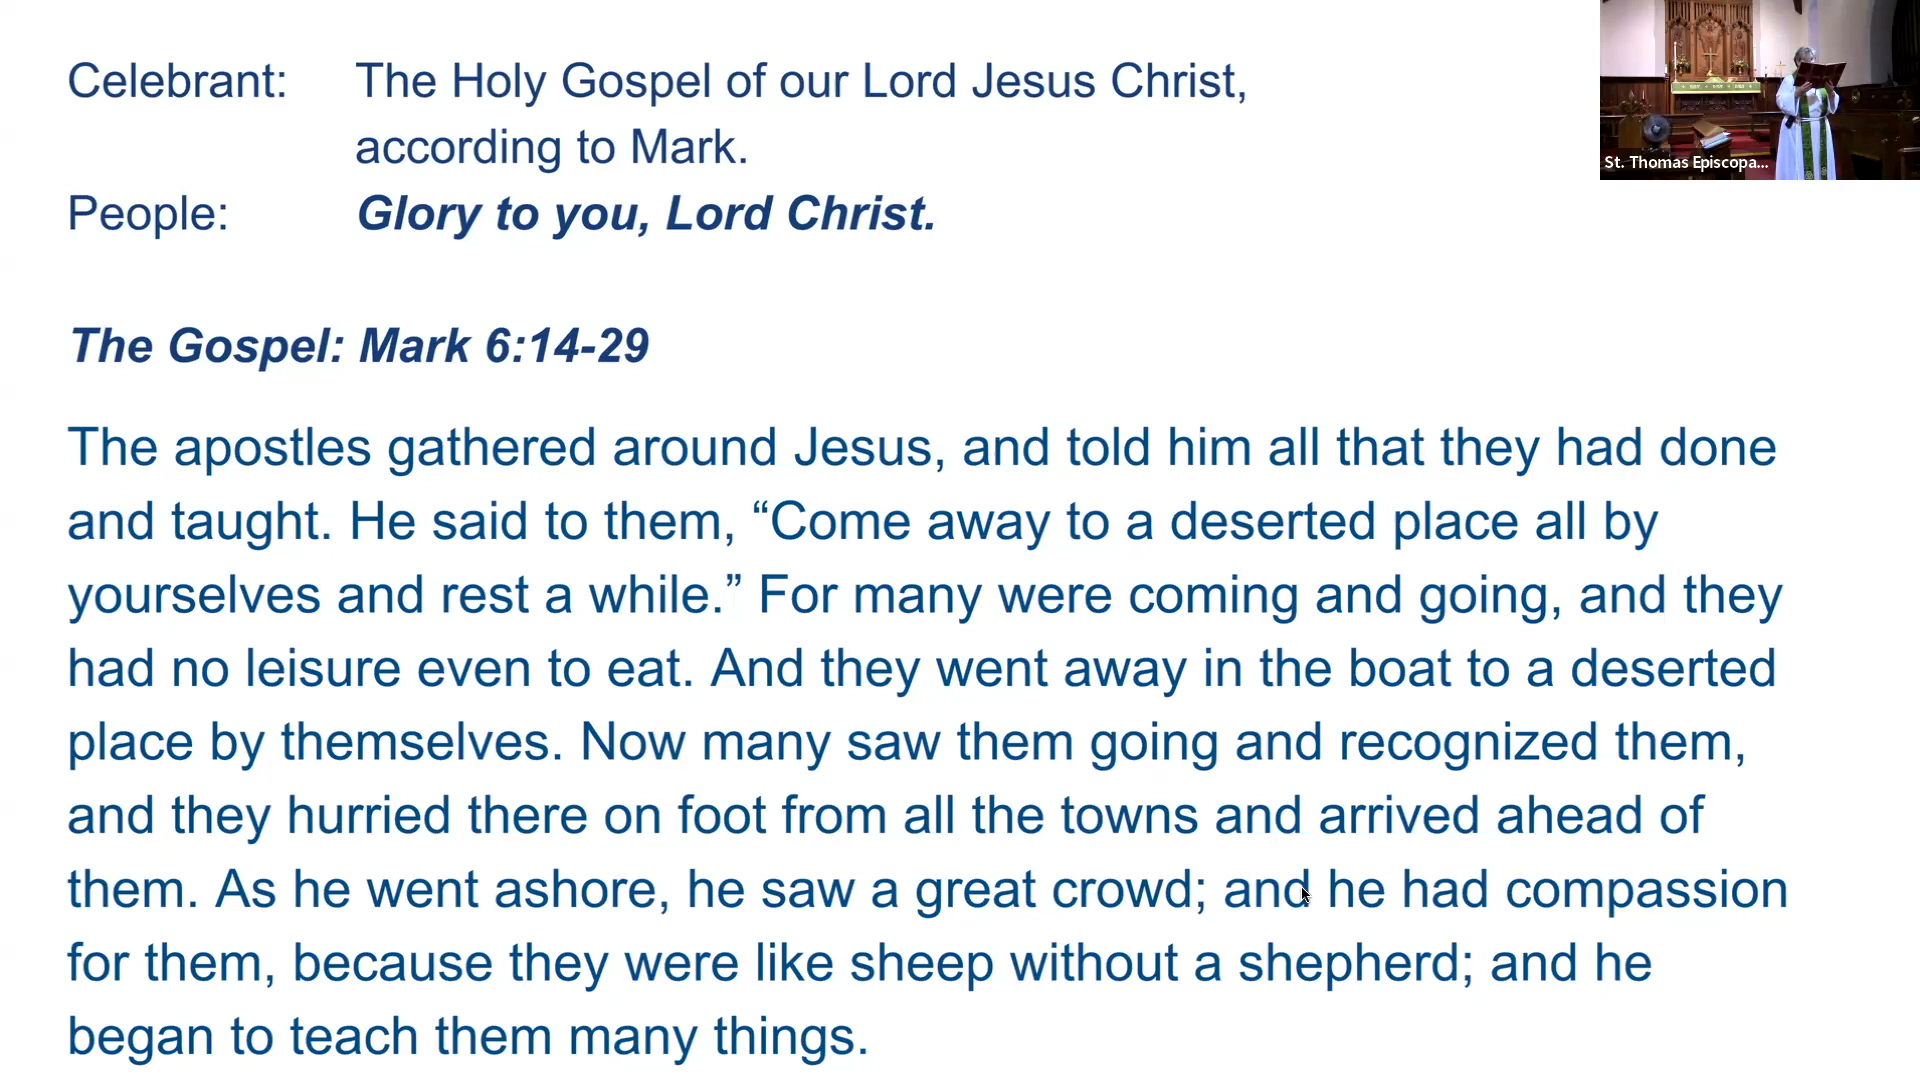 Celebrant: The Holy Gospel of our Lord Jesus Christ,
according to Mark.
People: Glory to you, Lord Christ.
The Gospel: Mark 6:14-29
The apostles gathered around Jesus, and told him all that they had done
and taught. He said to them, “Come away to a deserted place all by
yourselves and rest a while.” For many were coming and going, and they
had no leisure even to eat. And they went away in the boat to a deserted
place by themselves. Now many saw them going and recognized them,
and they hurried there on foot from all the towns and arrived ahead of
them. As he went ashore, he saw a great crowd; and he had compassion
for them, because they were like sheep without a shepherd; and he
began to teach them many things.
St. Thomas Episcopa...